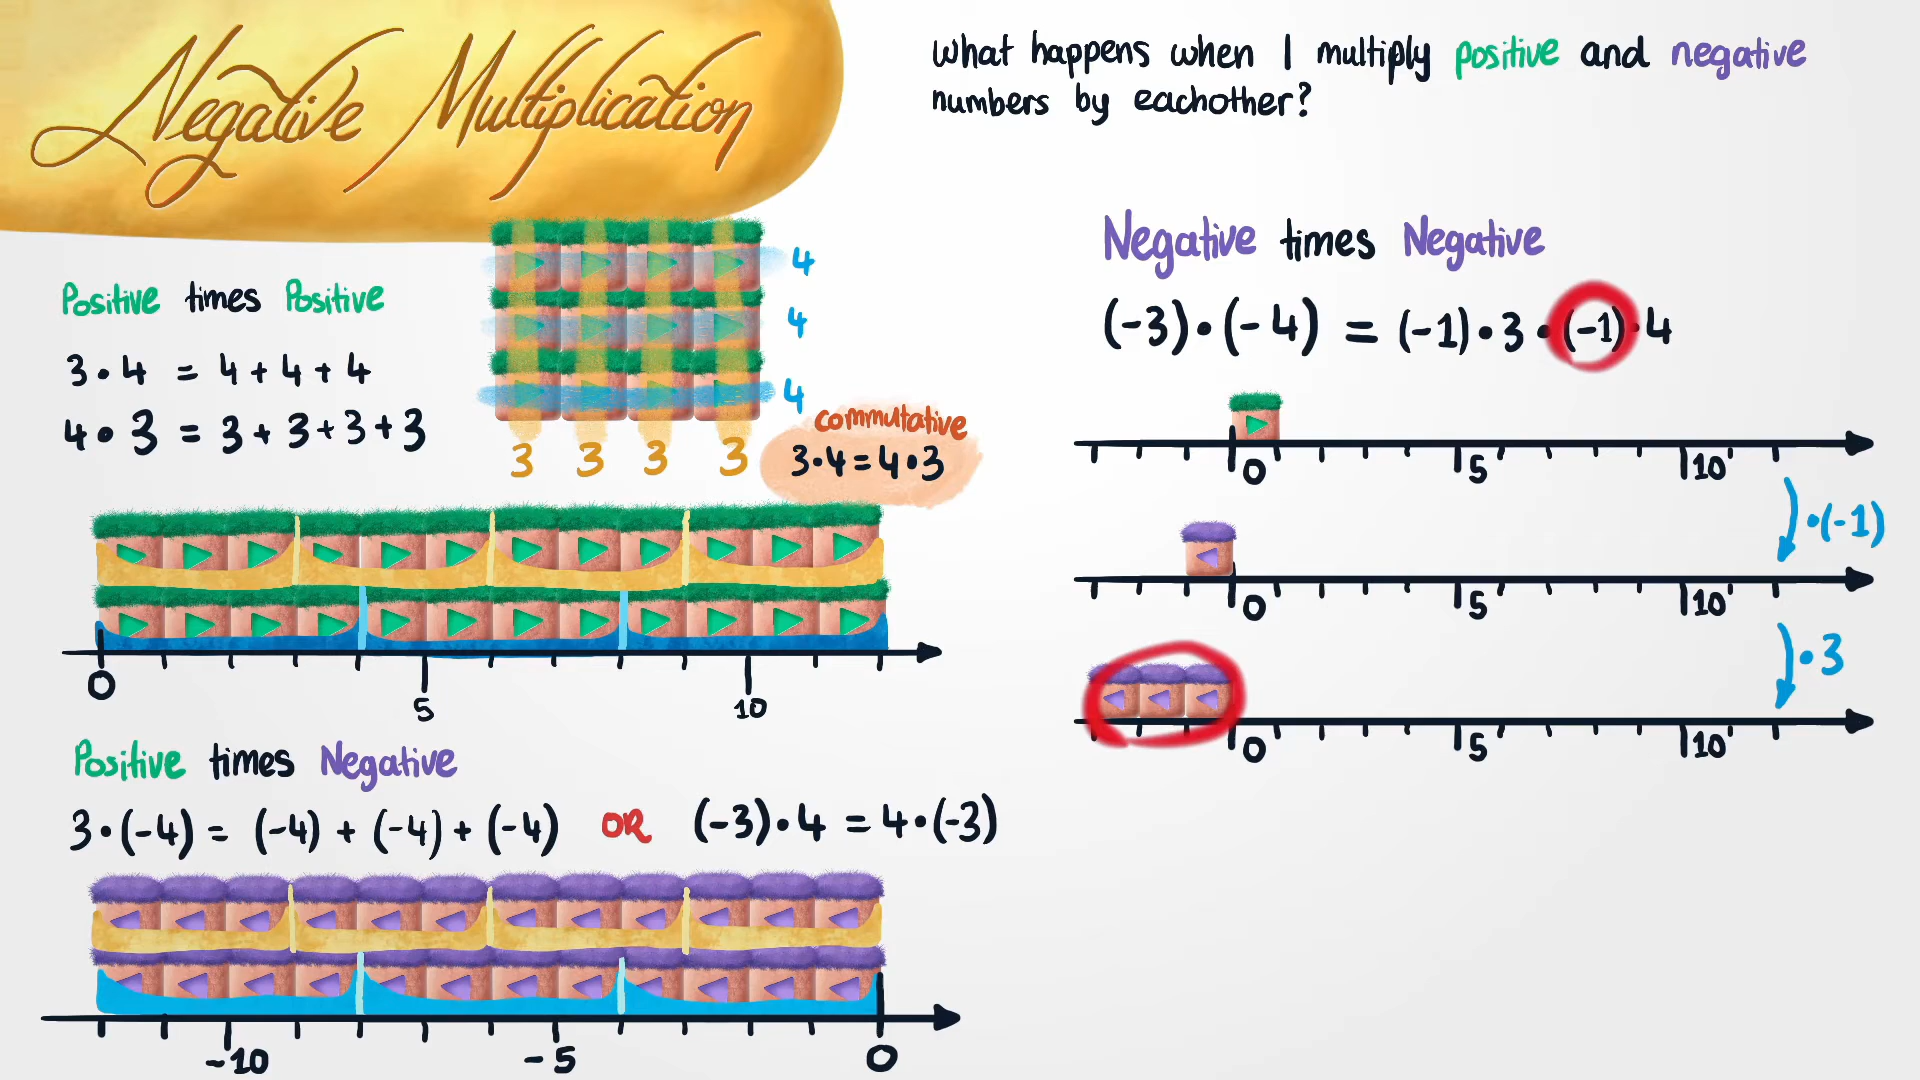 Negative Multiplication
What happens when I multiply positive and negative
numbers by eachother?
Positive times Positive
3·4 = 4+4+4
4·3 = 3+3+3+3
4
4
4
3 3 3 3
commutative
3·4=4·3
0 5 10
Positive times Negative
3·(-4) = (-4) + (-4) + (-4) OR (-3)·4 = 4·(-3)
-10 -5 0
Negative times Negative
(-3)·(-4) = (-1)·3·(-1)·4
0 5 10
·(-1)
0 5 10
·3
0 5 10